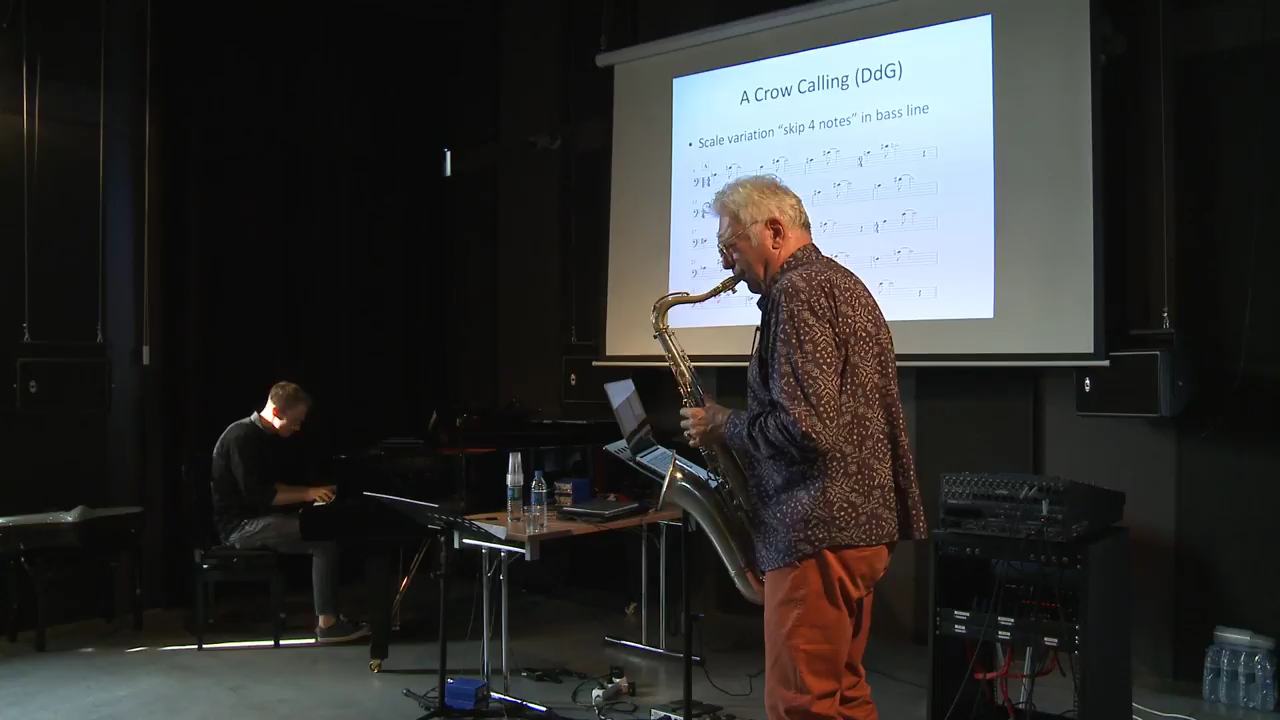 A Crow Calling (DdG)
• Scale variation “skip 4 notes” in bass line